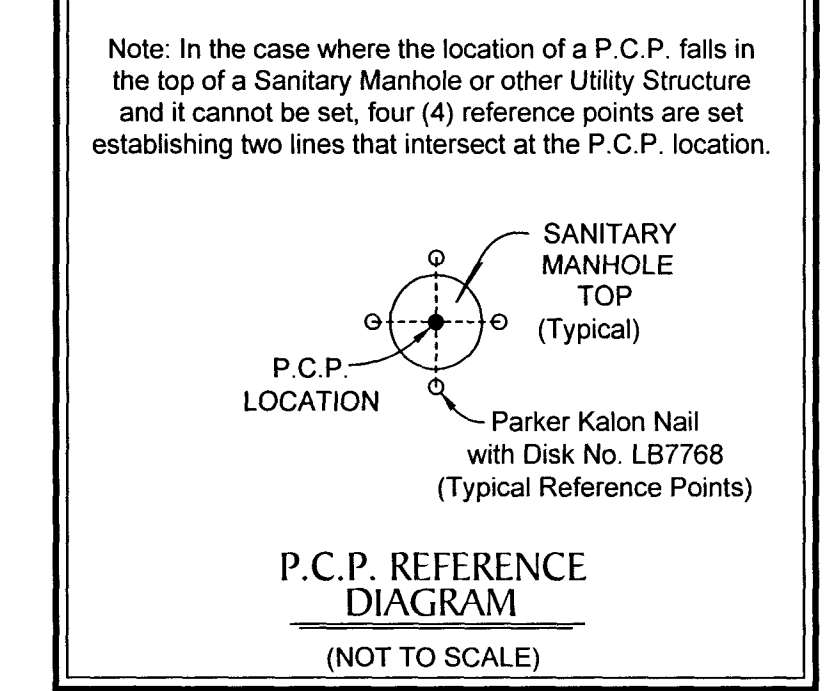 Note: In the case where the location of a P.C.P. falls in
the top of a Sanitary Manhole or other Utility Structure
and it cannot be set, four (4) reference points are set
establishing two lines that intersect at the P.C.P. location.
SANITARY
MANHOLE
TOP
(Typical)
P.C.P.
LOCATION
Parker Kalon Nail
with Disk No. LB7768
(Typical Reference Points)
P.C.P. REFERENCE
DIAGRAM
(NOT TO SCALE)